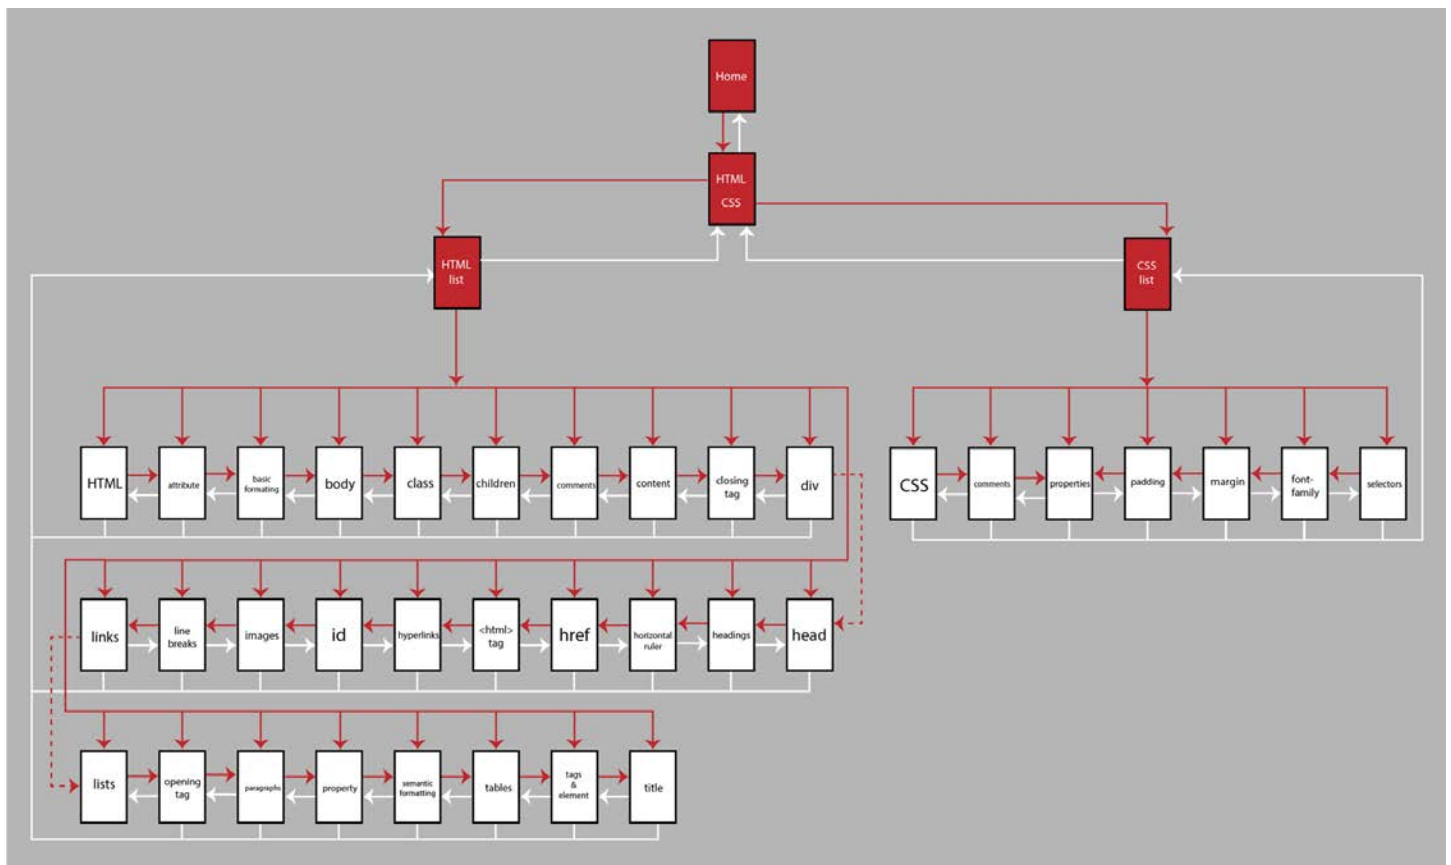 Home
HTML
CSS
HTML
list
CSS
list
HTML
attribute
basic
formating
body
class
children
comments
content
closing
tag
div
CSS
comments
properties
padding
margin
font-
family
selectors
links
line
breaks
images
id
hyperlinks
<html>
tag
href
horizontal
ruler
headings
head
lists
opening
tag
paragraphs
property
semantic
formatting
tables
tags
&
element
title